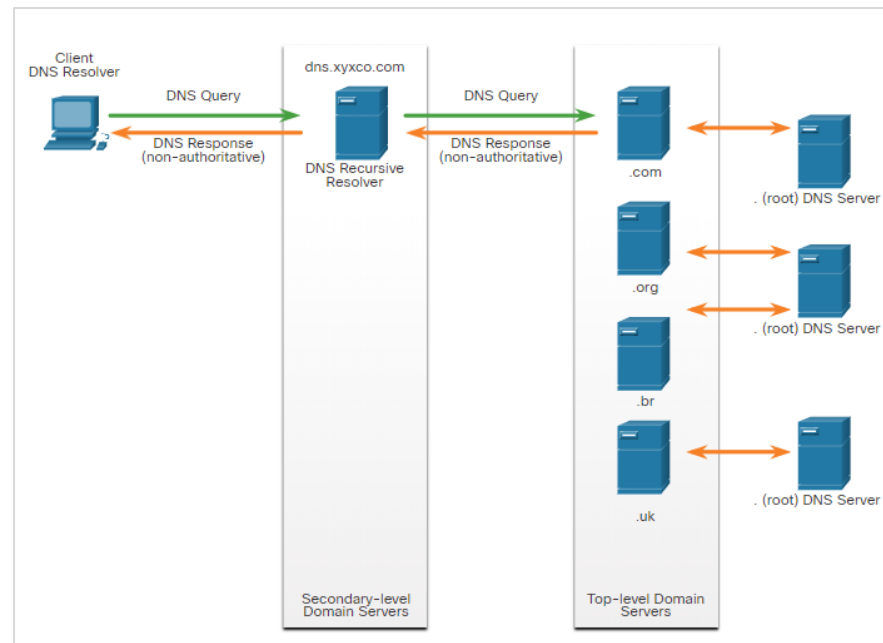 Client
DNS Resolver
dns.xyxco.com
DNS Query
DNS Query
DNS Response
(non-authoritative)
DNS Response
(non-authoritative)
DNS Recursive
Resolver
.com
. (root) DNS Server
.org
. (root) DNS Server
.br
.uk
. (root) DNS Server
Secondary-level
Domain Servers
Top-level Domain
Servers